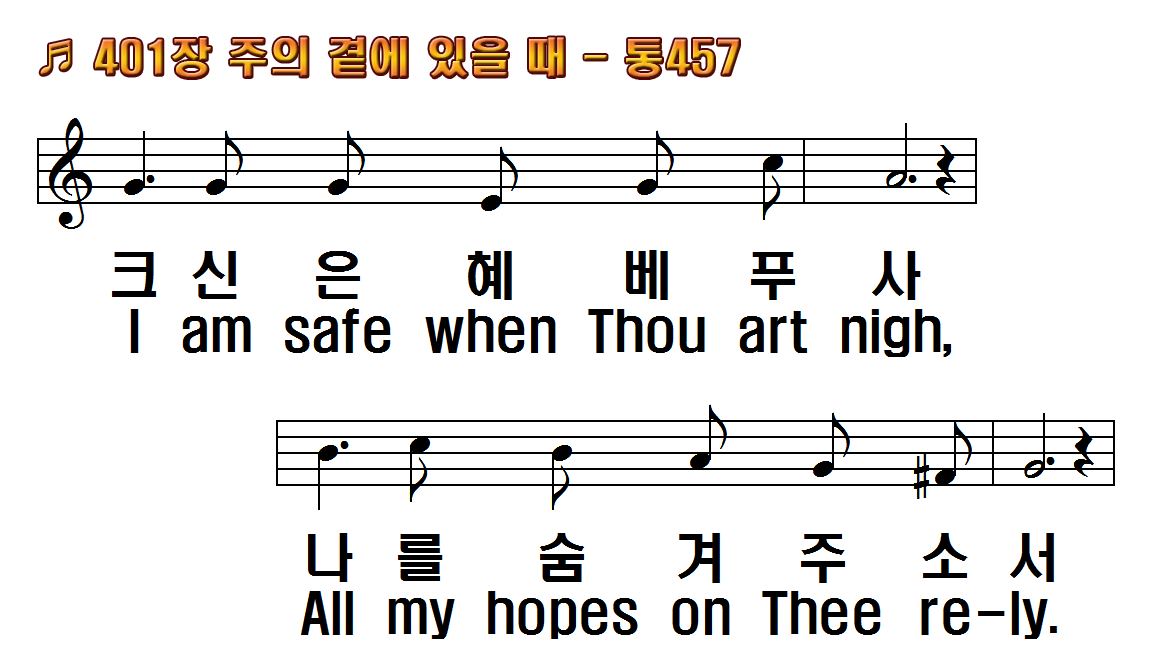 ♬ 401장 주의 곁에 있을 때 - 통457
크 신 은 혜 베 푸 사
I am safe when Thou art nigh,
나 를 숨 겨 주 소 서
All my hopes on Thee re-ly.